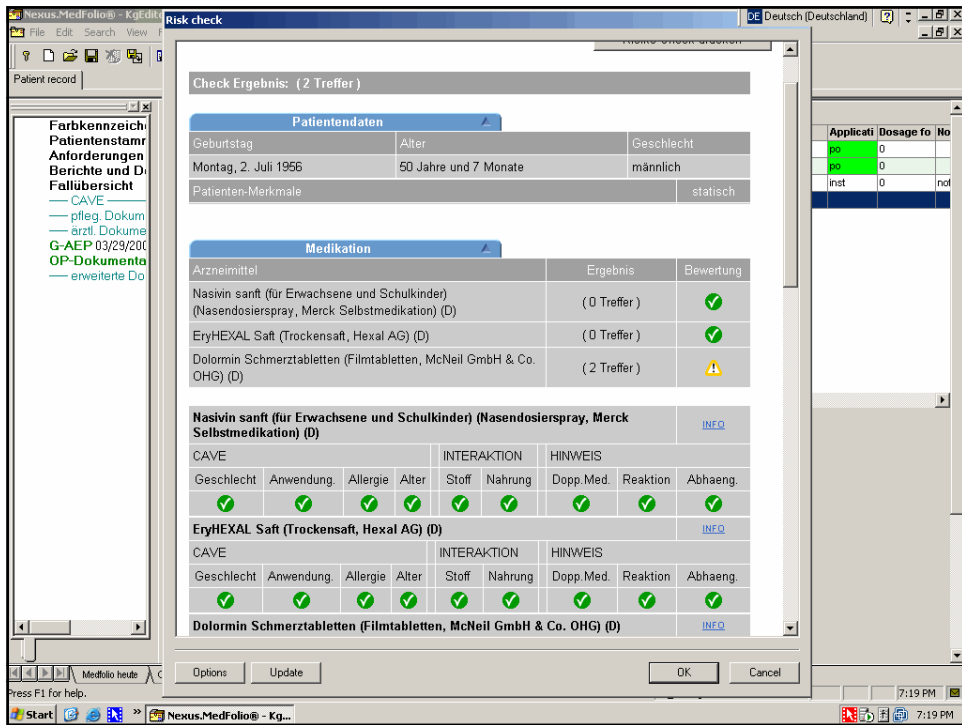 Nexus.MedFolio® - KgEdit
Risk check
DE Deutsch (Deutschland)
File Edit Search View
Patient record
Farbkennzeich
Patientenstamr
Anforderungen
Berichte und D
Fallübersicht
CAVE
pfleg. Dokum
ärztl. Dokume
G-AEP 03/29/200
OP-Dokumenta
erweiterte Do
Check Ergebnis: ( 2 Treffer )
Patientendaten
Geburtstag Alter Geschlecht
Montag, 2. Juli 1956 50 Jahre und 7 Monate männlich
Patienten-Merkmale statisch
Medikation
Arzneimittel Ergebnis Bewertung
Nasivin sanft (für Erwachsene und Schulkinder)
(Nasendosierspray, Merck Selbstmedikation) (D) ( 0 Treffer )
EryHEXAL Saft (Trockensaft, Hexal AG) (D) ( 0 Treffer )
Dolormin Schmerztabletten (Filmtabletten, McNeil GmbH & Co.
OHG) (D) ( 2 Treffer )
Nasivin sanft (für Erwachsene und Schulkinder) (Nasendosierspray, Merck
Selbstmedikation) (D) INFO
CAVE INTERAKTION HINWEIS
Geschlecht Anwendung. Allergie Alter Stoff Nahrung Dopp.Med. Reaktion Abhaeng.
EryHEXAL Saft (Trockensaft, Hexal AG) (D) INFO
CAVE INTERAKTION HINWEIS
Geschlecht Anwendung. Allergie Alter Stoff Nahrung Dopp.Med. Reaktion Abhaeng.
Dolormin Schmerztabletten (Filmtabletten, McNeil GmbH & Co. OHG) (D) INFO
Applicati Dosage fo No
po 0
po 0
inst 0 not
Options Update OK Cancel
Medfolio heute
Press F1 for help. 7:19 PM
Start Nexus.MedFolio® - Kg... 7:19 PM